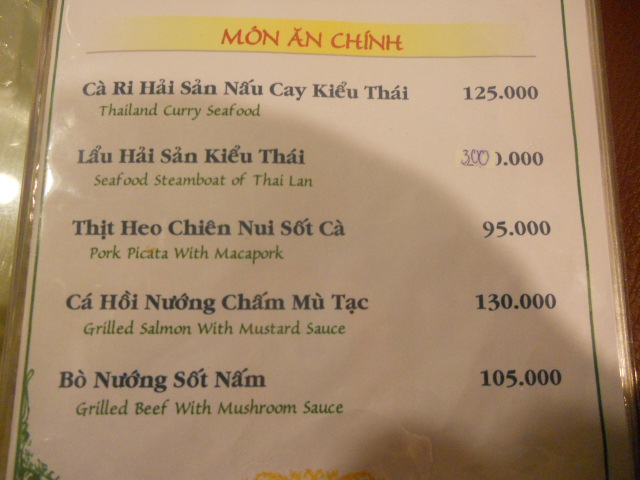 MÓN ĂN CHÍNH
Cà Ri Hải Sản Nấu Cay Kiểu Thái 125.000
Thailand Curry Seafood
Lẩu Hải Sản Kiểu Thái 300.000
Seafood Steamboat of Thai Lan
Thịt Heo Chiên Nui Sốt Cà 95.000
Pork Picata With Macapork
Cá Hồi Nướng Chấm Mù Tạc 130.000
Grilled Salmon With Mustard Sauce
Bò Nướng Sốt Nấm 105.000
Grilled Beef With Mushroom Sauce